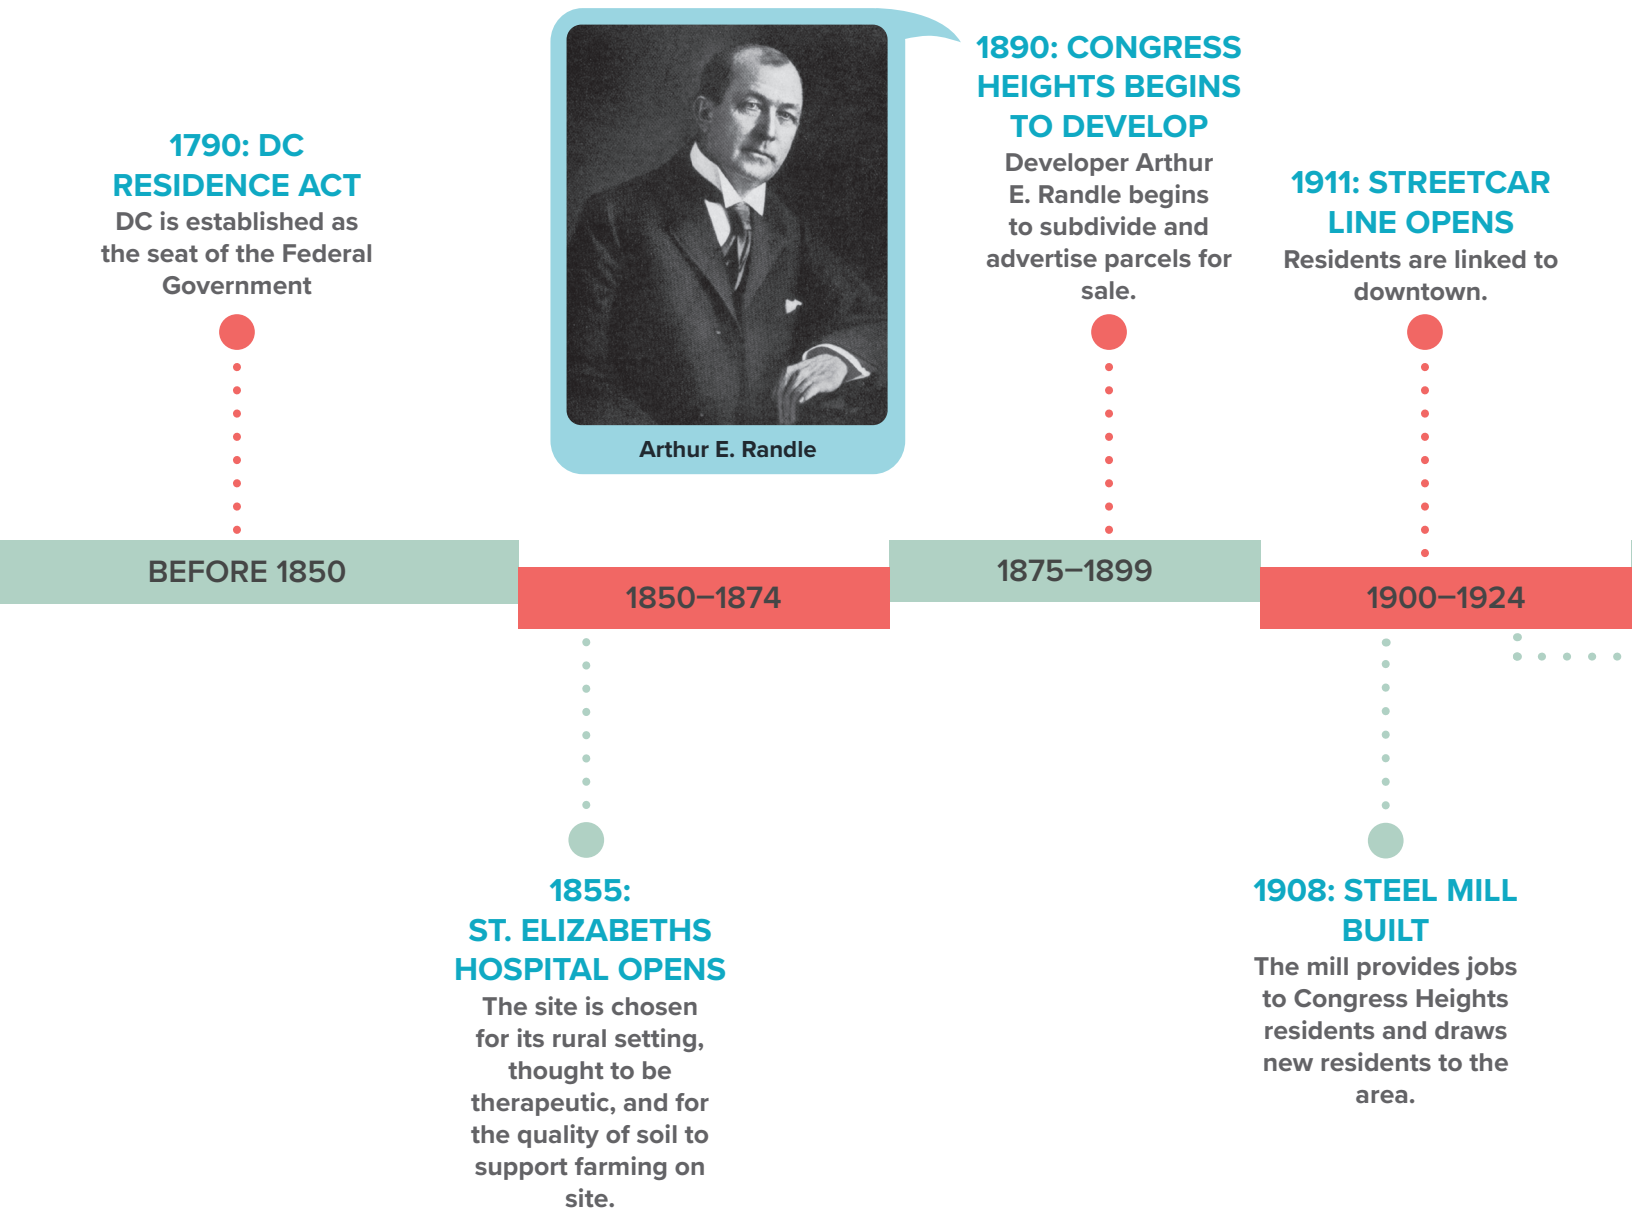 1790: DC
RESIDENCE ACT
DC is established as
the seat of the Federal
Government
Arthur E. Randle
1890: CONGRESS
HEIGHTS BEGINS
TO DEVELOP
Developer Arthur
E. Randle begins
to subdivide and
advertise parcels for
sale.
1911: STREETCAR
LINE OPENS
Residents are linked to
downtown.
BEFORE 1850
1850–1874
1875–1899
1900–1924
1855:
ST. ELIZABETHS
HOSPITAL OPENS
The site is chosen
for its rural setting,
thought to be
therapeutic, and for
the quality of soil to
support farming on
site.
1908: STEEL MILL
BUILT
The mill provides jobs
to Congress Heights
residents and draws
new residents to the
area.